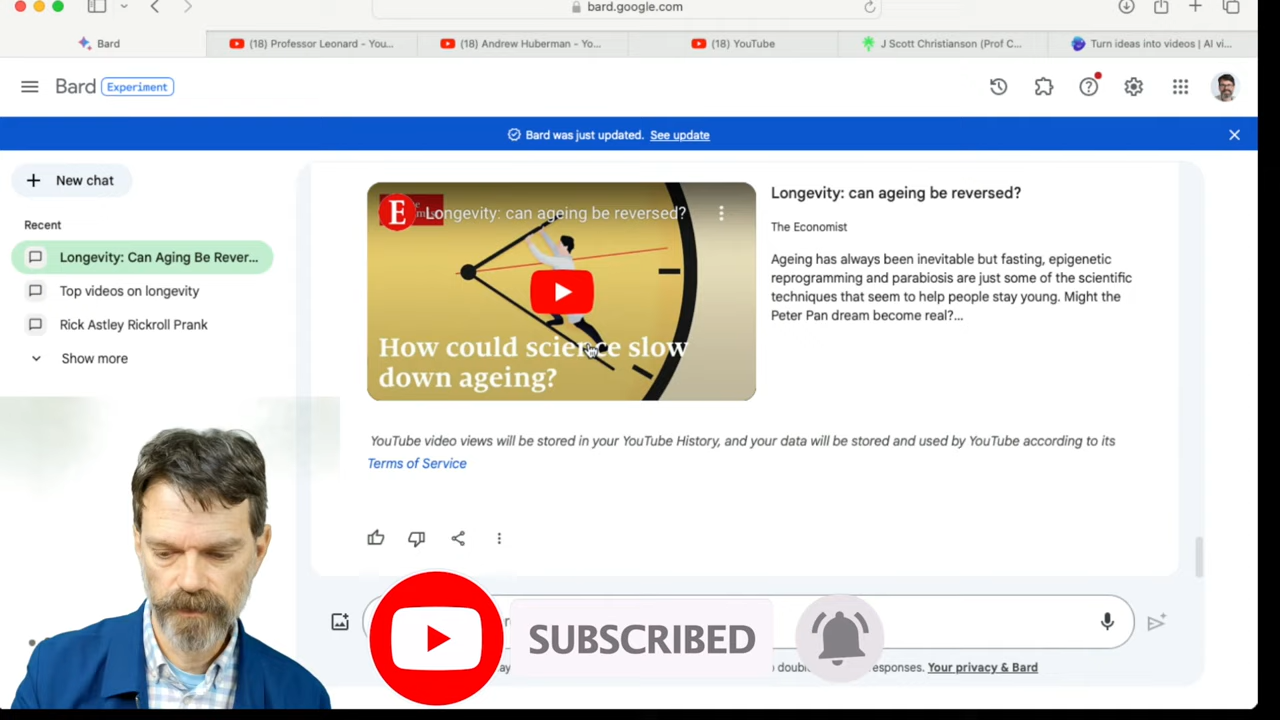 bard.google.com
Bard
(18) Professor Leonard - You...
(18) Andrew Huberman - Yo...
(18) YouTube
J Scott Christianson (Prof C...
Turn ideas into videos | AI vi...
Bard Experiment
Bard was just updated. See update
New chat
Recent
Longevity: Can Aging Be Rever...
Top videos on longevity
Rick Astley Rickroll Prank
Show more
E Longevity: can ageing be reversed?
How could science slow
down ageing?
Longevity: can ageing be reversed?
The Economist
Ageing has always been inevitable but fasting, epigenetic
reprogramming and parabiosis are just some of the scientific
techniques that seem to help people stay young. Might the
Peter Pan dream become real?...
YouTube video views will be stored in your YouTube History, and your data will be stored and used by YouTube according to its
Terms of Service
SUBSCRIBED
responses. Your privacy & Bard